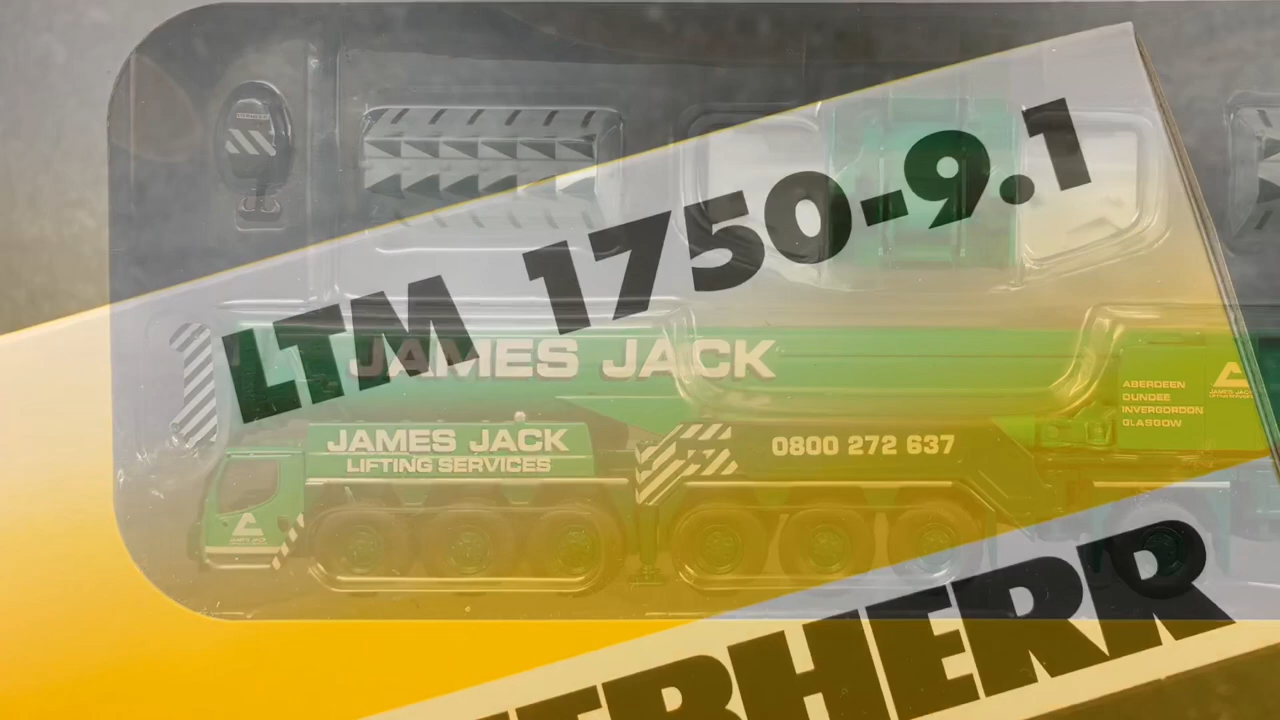 LTM 1750-9.1
JAMES JACK
JAMES JACK
LIFTING SERVICES
0800 272 637
ABERDEEN
DUNDEE
INVERGORDON
GLASGOW
JAMES JACK
LIEBHERR